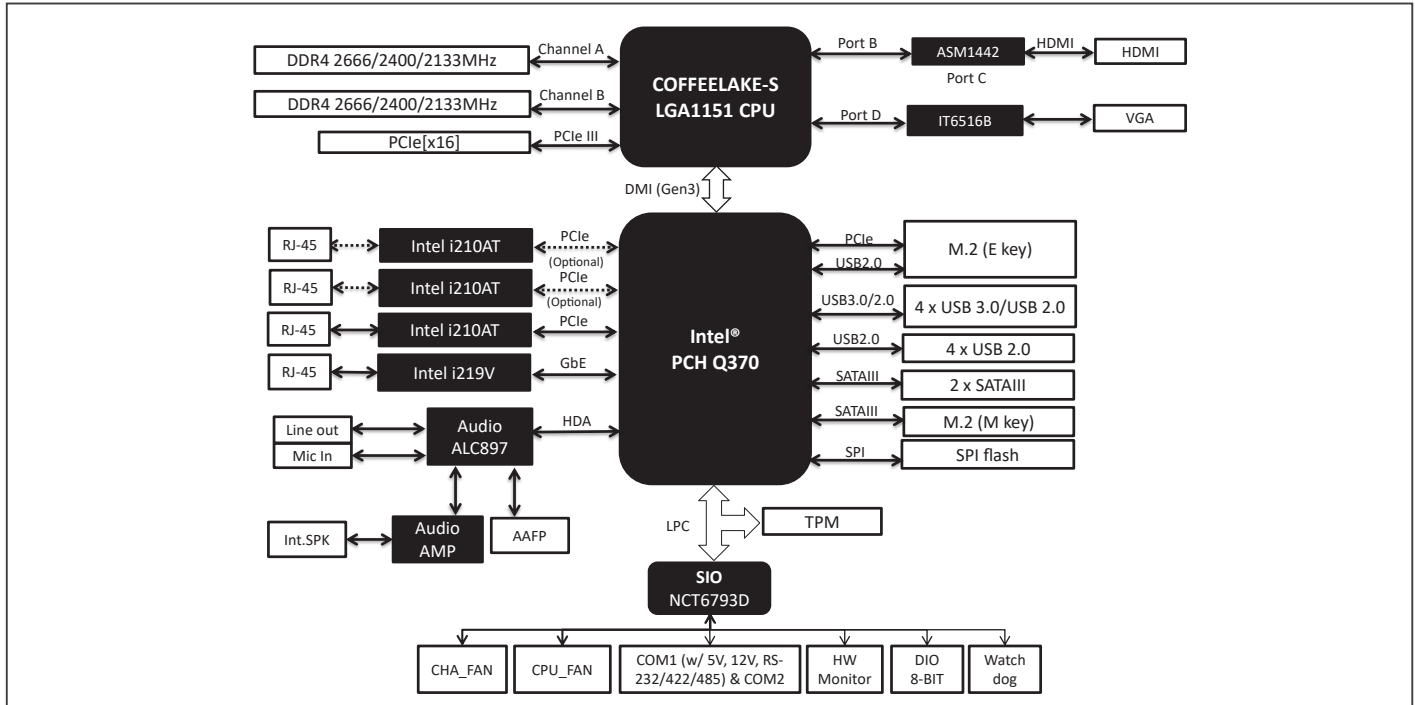 DDR4 2666/2400/2133MHz
Channel A
DDR4 2666/2400/2133MHz
Channel B
PCIe[x16]
PCIe III
COFFEELAKE-S
LGA1151 CPU
Port B
ASM1442
HDMI
HDMI
Port C
Port D
IT6516B
VGA
DMI (Gen3)
RJ-45
Intel i210AT
PCIe
(Optional)
RJ-45
Intel i210AT
PCIe
(Optional)
RJ-45
Intel i210AT
PCIe
RJ-45
Intel i219V
GbE
Line out
Mic In
Audio
ALC897
HDA
Int.SPK
Audio
AMP
AAFP
Intel®
PCH Q370
PCIe
USB2.0
M.2 (E key)
USB3.0/2.0
4 x USB 3.0/USB 2.0
USB2.0
4 x USB 2.0
SATAIII
2 x SATAIII
SATAIII
M.2 (M key)
SPI
SPI flash
LPC
TPM
SIO
NCT6793D
CHA_FAN
CPU_FAN
COM1 (w/ 5V, 12V, RS-
232/422/485) & COM2
HW
Monitor
DIO
8-BIT
Watch
dog